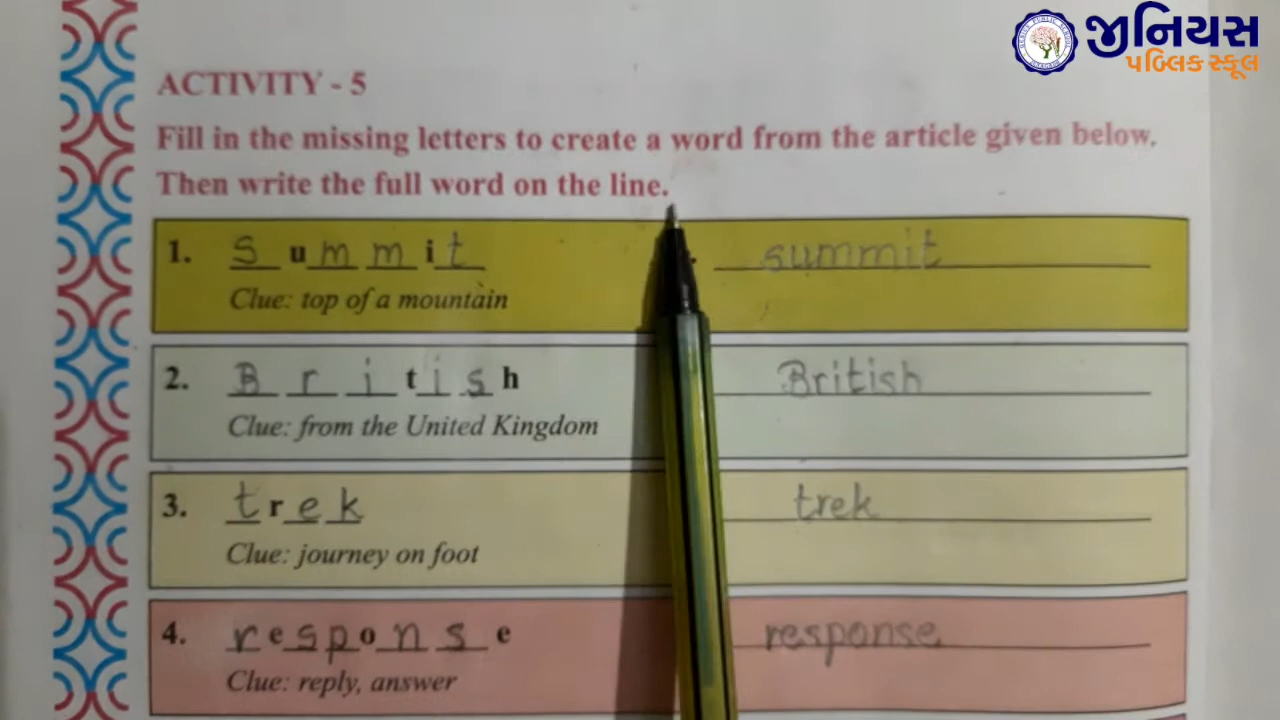 જીનિયસ
પબ્લિક સ્કૂલ
ACTIVITY - 5
Fill in the missing letters to create a word from the article given below.
Then write the full word on the line.
1. S u m m i t summit
Clue: top of a mountain
2. B r i t i s h British
Clue: from the United Kingdom
3. t r e k trek
Clue: journey on foot
4. r e s p o n s e response
Clue: reply, answer